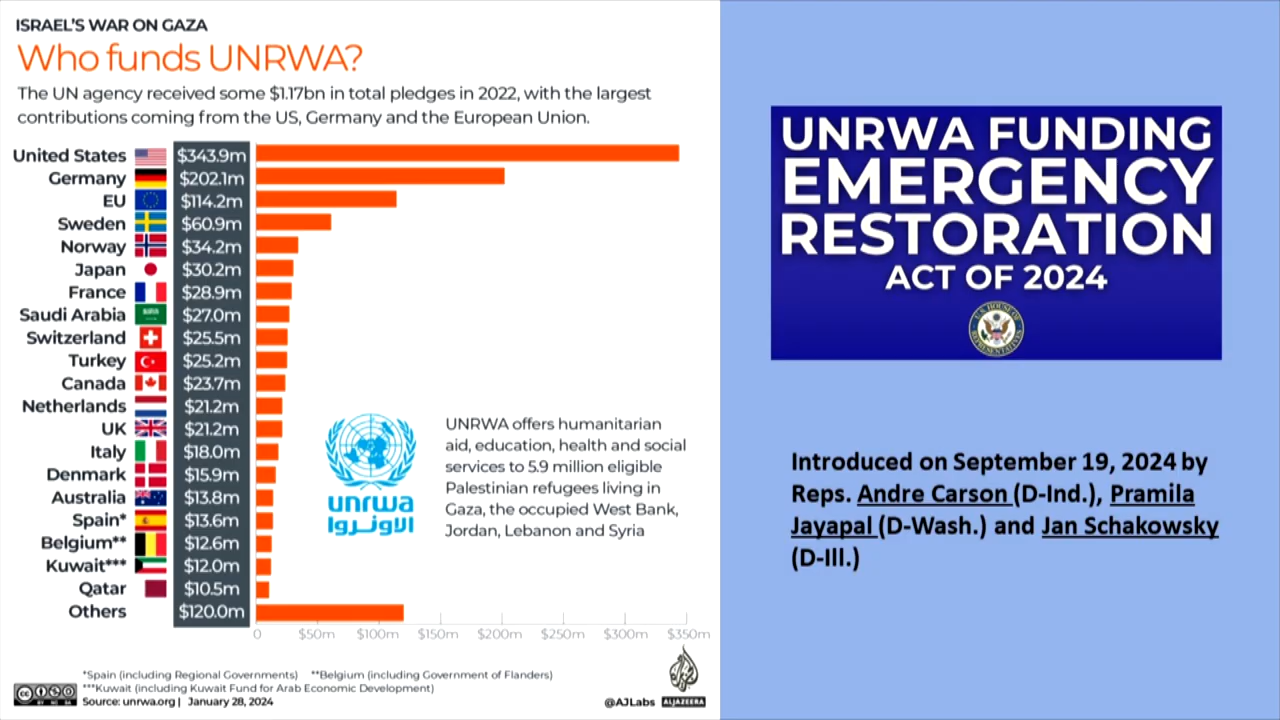 ISRAEL'S WAR ON GAZA
Who funds UNRWA?
The UN agency received some $1.17bn in total pledges in 2022, with the largest
contributions coming from the US, Germany and the European Union.
United States $343.9m
Germany $202.1m
EU $114.2m
Sweden $60.9m
Norway $34.2m
Japan $30.2m
France $28.9m
Saudi Arabia $27.0m
Switzerland $25.5m
Turkey $25.2m
Canada $23.7m
Netherlands $21.2m
UK $21.2m
Italy $18.0m
Denmark $15.9m
Australia $13.8m
Spain* $13.6m
Belgium** $12.6m
Kuwait*** $12.0m
Qatar $10.5m
Others $120.0m
0 $50m $100m $150m $200m $250m $300m $350m
unrwa
الاونروا
UNRWA offers humanitarian
aid, education, health and social
services to 5.9 million eligible
Palestinian refugees living in
Gaza, the occupied West Bank,
Jordan, Lebanon and Syria
*Spain (including Regional Governments) **Belgium (including Government of Flanders)
***Kuwait (including Kuwait Fund for Arab Economic Development)
Source: unrwa.org | January 28, 2024
@AJLabs ALJAZEERA
UNRWA FUNDING
EMERGENCY
RESTORATION
ACT OF 2024
U.S. HOUSE OF
REPRESENTATIVES
Introduced on September 19, 2024 by
Reps. Andre Carson (D-Ind.), Pramila
Jayapal (D-Wash.) and Jan Schakowsky
(D-Ill.)